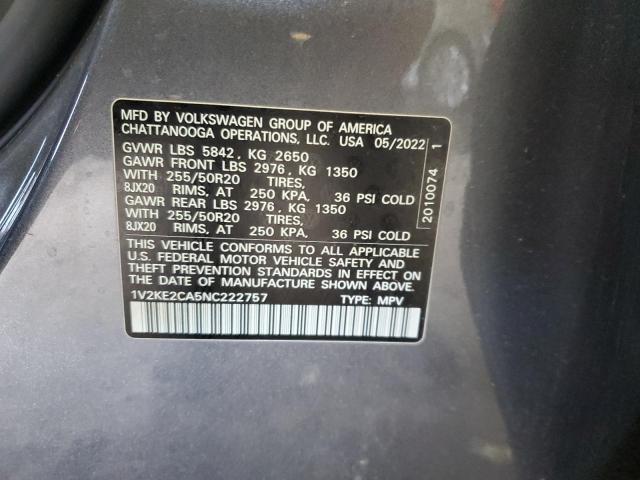 MFD BY VOLKSWAGEN GROUP OF AMERICA
CHATTANOOGA OPERATIONS, LLC. USA 05/2022
GVWR LBS 5842, KG 2650
GAWR FRONT LBS 2976, KG 1350
WITH 255/50R20 TIRES,
8JX20 RIMS, AT 250 KPA, 36 PSI COLD
GAWR REAR LBS 2976, KG 1350
WITH 255/50R20 TIRES,
8JX20 RIMS, AT 250 KPA, 36 PSI COLD
THIS VEHICLE CONFORMS TO ALL APPLICABLE
U.S. FEDERAL MOTOR VEHICLE SAFETY AND
THEFT PREVENTION STANDARDS IN EFFECT ON
THE DATE OF MANUFACTURE SHOWN ABOVE.
1V2KE2CA5NC222757 TYPE: MPV
2010074 1